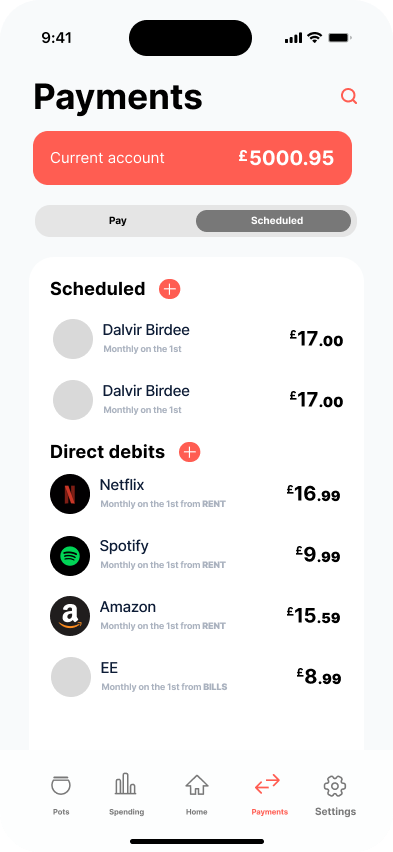 9:41
Payments
Current account £5000.95
Pay Scheduled
Scheduled
Dalvir Birdee £17.00
Monthly on the 1st
Dalvir Birdee £17.00
Monthly on the 1st
Direct debits
Netflix £16.99
Monthly on the 1st from RENT
Spotify £9.99
Monthly on the 1st from RENT
Amazon £15.59
Monthly on the 1st from RENT
EE £8.99
Monthly on the 1st from BILLS
Pots Spending Home Payments Settings